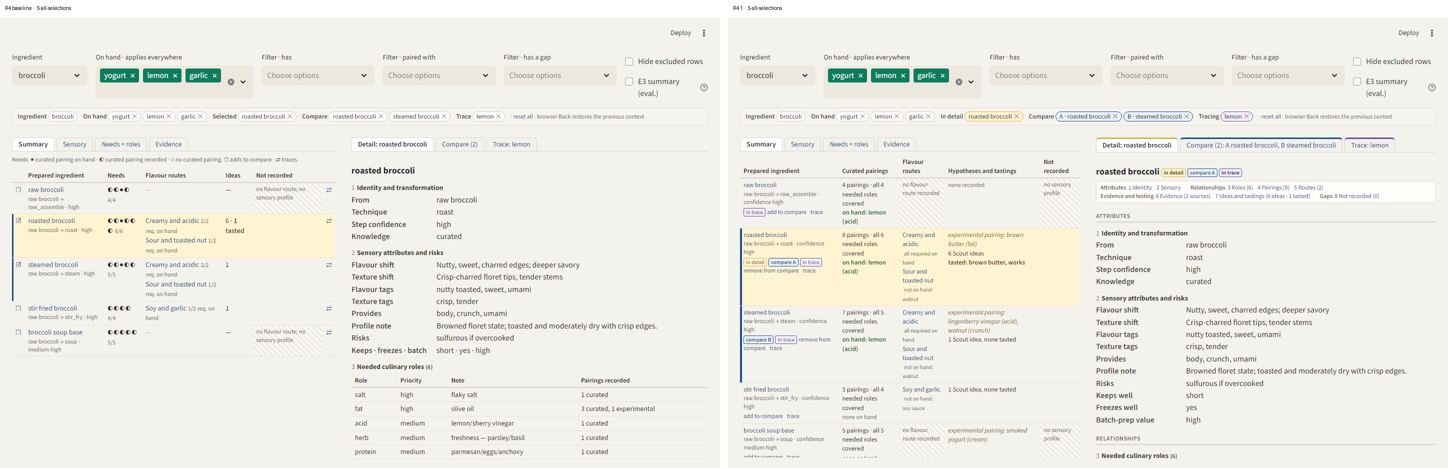 R4 baseline · S-all-selections
Deploy
Ingredient
On hand · applies everywhere
Filter · has
Filter · paired with
Filter · has a gap
Hide excluded rows
broccoli
yogurt ×
lemon ×
garlic ×
Choose options
Choose options
Choose options
E3 summary (eval.)
Ingredient broccoli On hand yogurt × lemon × garlic × Selected roasted broccoli × Compare roasted broccoli × steamed broccoli × Trace lemon × · reset all · browser Back restores the previous context
Summary Sensory Needs × roles Evidence
Needs: ● curated pairing on hand · ◐ curated pairing recorded · ○ no curated pairing. ☐ adds to compare · ⇄ traces.
Prepared ingredient Needs Flavour routes Ideas Not recorded
raw broccoli
raw broccoli → raw_assemble · high
4/4
—
—
no flavour route; no sensory profile
roasted broccoli
raw broccoli → roast · high
6/6
Creamy and acidic 2/2 req. on hand
Sour and toasted nut 1/2 req. on hand
6 · 1 tasted
steamed broccoli
raw broccoli → steam · high
5/5
Creamy and acidic 2/2 req. on hand
Sour and toasted nut 1/2 req. on hand
1
stir fried broccoli
raw broccoli → stir_fry · high
4/4
Soy and garlic 1/2 req. on hand
1
broccoli soup base
raw broccoli → soup · medium high
5/5
—
—
no flavour route; no sensory profile
Detail: roasted broccoli Compare (2) Trace: lemon
roasted broccoli
1 Identity and transformation
From raw broccoli
Technique roast
Step confidence high
Knowledge curated
2 Sensory attributes and risks
Flavour shift Nutty, sweet, charred edges; deeper savory
Texture shift Crisp-charred floret tips, tender stems
Flavour tags nutty toasted, sweet, umami
Texture tags crisp, tender
Provides body, crunch, umami
Profile note Browned floret state; toasted and moderately dry with crisp edges.
Risks sulfurous if overcooked
Keeps · freezes · batch short · yes · high
3 Needed culinary roles (6)
Role Priority Note Pairings recorded
salt high flaky salt 1 curated
fat high olive oil 3 curated, 1 experimental
acid medium lemon/sherry vinegar 1 curated
herb medium freshness — parsley/basil 1 curated
protein medium parmesan/eggs/anchovy 1 curated
R4.1 · S-all-selections
Deploy
Ingredient
On hand · applies everywhere
Filter · has
Filter · paired with
Filter · has a gap
Hide excluded rows
broccoli
yogurt ×
lemon ×
garlic ×
Choose options
Choose options
Choose options
E3 summary (eval.)
Ingredient broccoli On hand yogurt × lemon × garlic × In detail roasted broccoli × Compare A · roasted broccoli × B · steamed broccoli × Tracing lemon × · reset all · browser Back restores the previous context
Summary Sensory Needs × roles Evidence
Prepared ingredient Curated pairings Flavour routes Hypotheses and tastings Not recorded
raw broccoli
raw broccoli → raw_assemble · confidence high
in trace add to compare trace
4 pairings · all 4 needed roles covered
on hand: lemon (acid)
no flavour route recorded
none recorded
no sensory profile
roasted broccoli
raw broccoli → roast · confidence high
in detail compare A in trace
remove from compare trace
8 pairings · all 6 needed roles covered
on hand: lemon (acid)
Creamy and acidic
all required on hand
Sour and toasted nut
not on hand: walnut
experimental pairing: brown butter (fat)
6 Scout ideas
tasted: brown butter, works
steamed broccoli
raw broccoli → steam · confidence high
compare B in trace remove from compare trace
7 pairings · all 5 needed roles covered
on hand: lemon (acid)
Creamy and acidic
all required on hand
Sour and toasted nut
not on hand: walnut
experimental pairing: lingonberry vinegar (acid), walnut (crunch)
1 Scout idea, none tasted
stir fried broccoli
raw broccoli → stir_fry · confidence high
add to compare trace
5 pairings · all 4 needed roles covered
none on hand
Soy and garlic
not on hand: soy sauce
1 Scout idea, none tasted
broccoli soup base
raw broccoli → soup · confidence medium high
5 pairings · all 5 needed roles covered
no flavour route recorded
experimental pairing: smoked yogurt (cream)
no sensory profile
Detail: roasted broccoli Compare (2): A roasted broccoli, B steamed broccoli Trace: lemon
roasted broccoli in detail compare A in trace
Attributes 1 Identity 2 Sensory Relationships 3 Roles (6) 4 Pairings (9) 5 Routes (2)
Evidence and testing 6 Evidence (2 sources) 7 Ideas and tastings (6 ideas · 1 tasted) Gaps 8 Not recorded (0)
ATTRIBUTES
1 Identity and transformation
From raw broccoli
Technique roast
Step confidence high
Knowledge curated
2 Sensory attributes and risks
Flavour shift Nutty, sweet, charred edges; deeper savory
Texture shift Crisp-charred floret tips, tender stems
Flavour tags nutty toasted, sweet, umami
Texture tags crisp, tender
Provides body, crunch, umami
Profile note Browned floret state; toasted and moderately dry with crisp edges.
Risks sulfurous if overcooked
Keeps well short
Freezes well yes
Batch-prep value high
RELATIONSHIPS
3 Needed culinary roles (6)